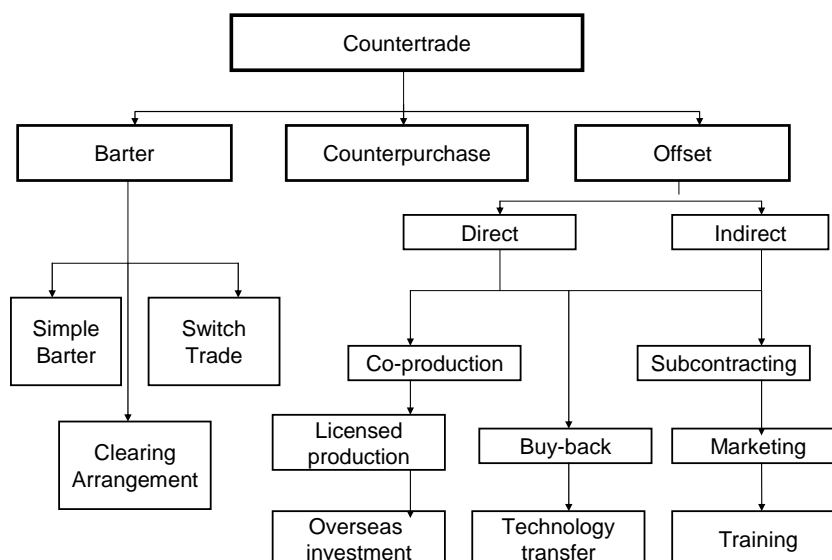 Countertrade
Barter
Counterpurchase
Offset
Direct
Indirect
Simple
Barter
Switch
Trade
Co-production
Subcontracting
Licensed
production
Buy-back
Marketing
Clearing
Arrangement
Overseas
investment
Technology
transfer
Training